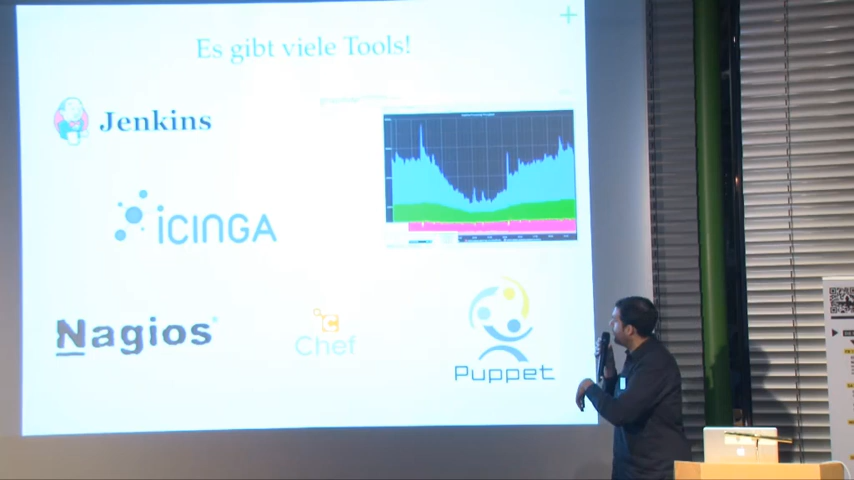 Es gibt viele Tools!
Jenkins
iCINGA
Nagios
Chef
Puppet